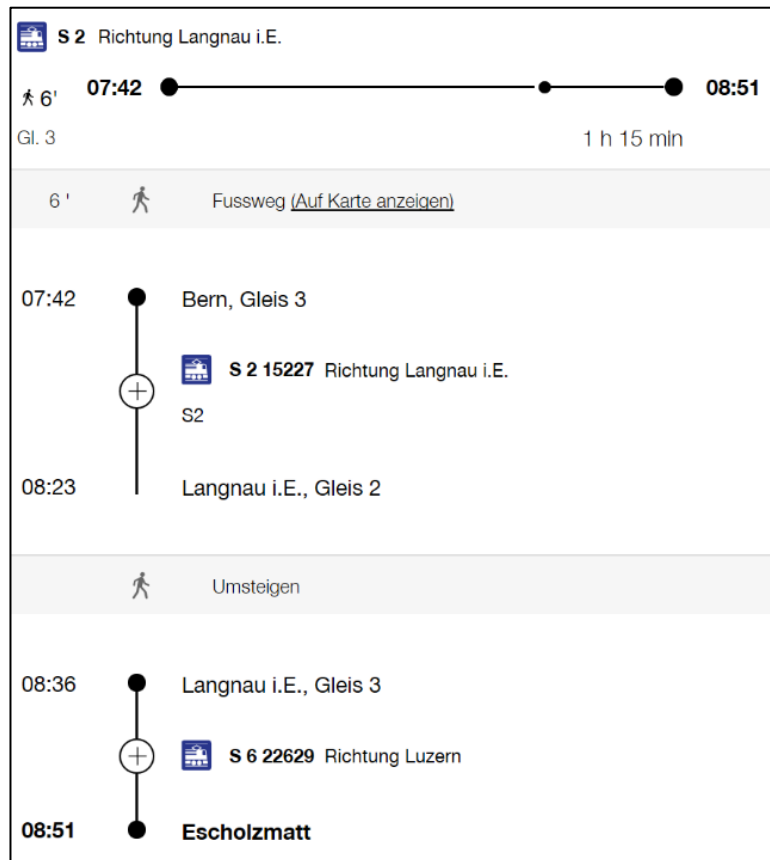 S 2 Richtung Langnau i.E.
07:42 08:51
6'
Gl. 3 1 h 15 min
6 ' Fussweg (Auf Karte anzeigen)
07:42 Bern, Gleis 3
S 2 15227 Richtung Langnau i.E.
S2
08:23 Langnau i.E., Gleis 2
Umsteigen
08:36 Langnau i.E., Gleis 3
S 6 22629 Richtung Luzern
08:51 Escholzmatt